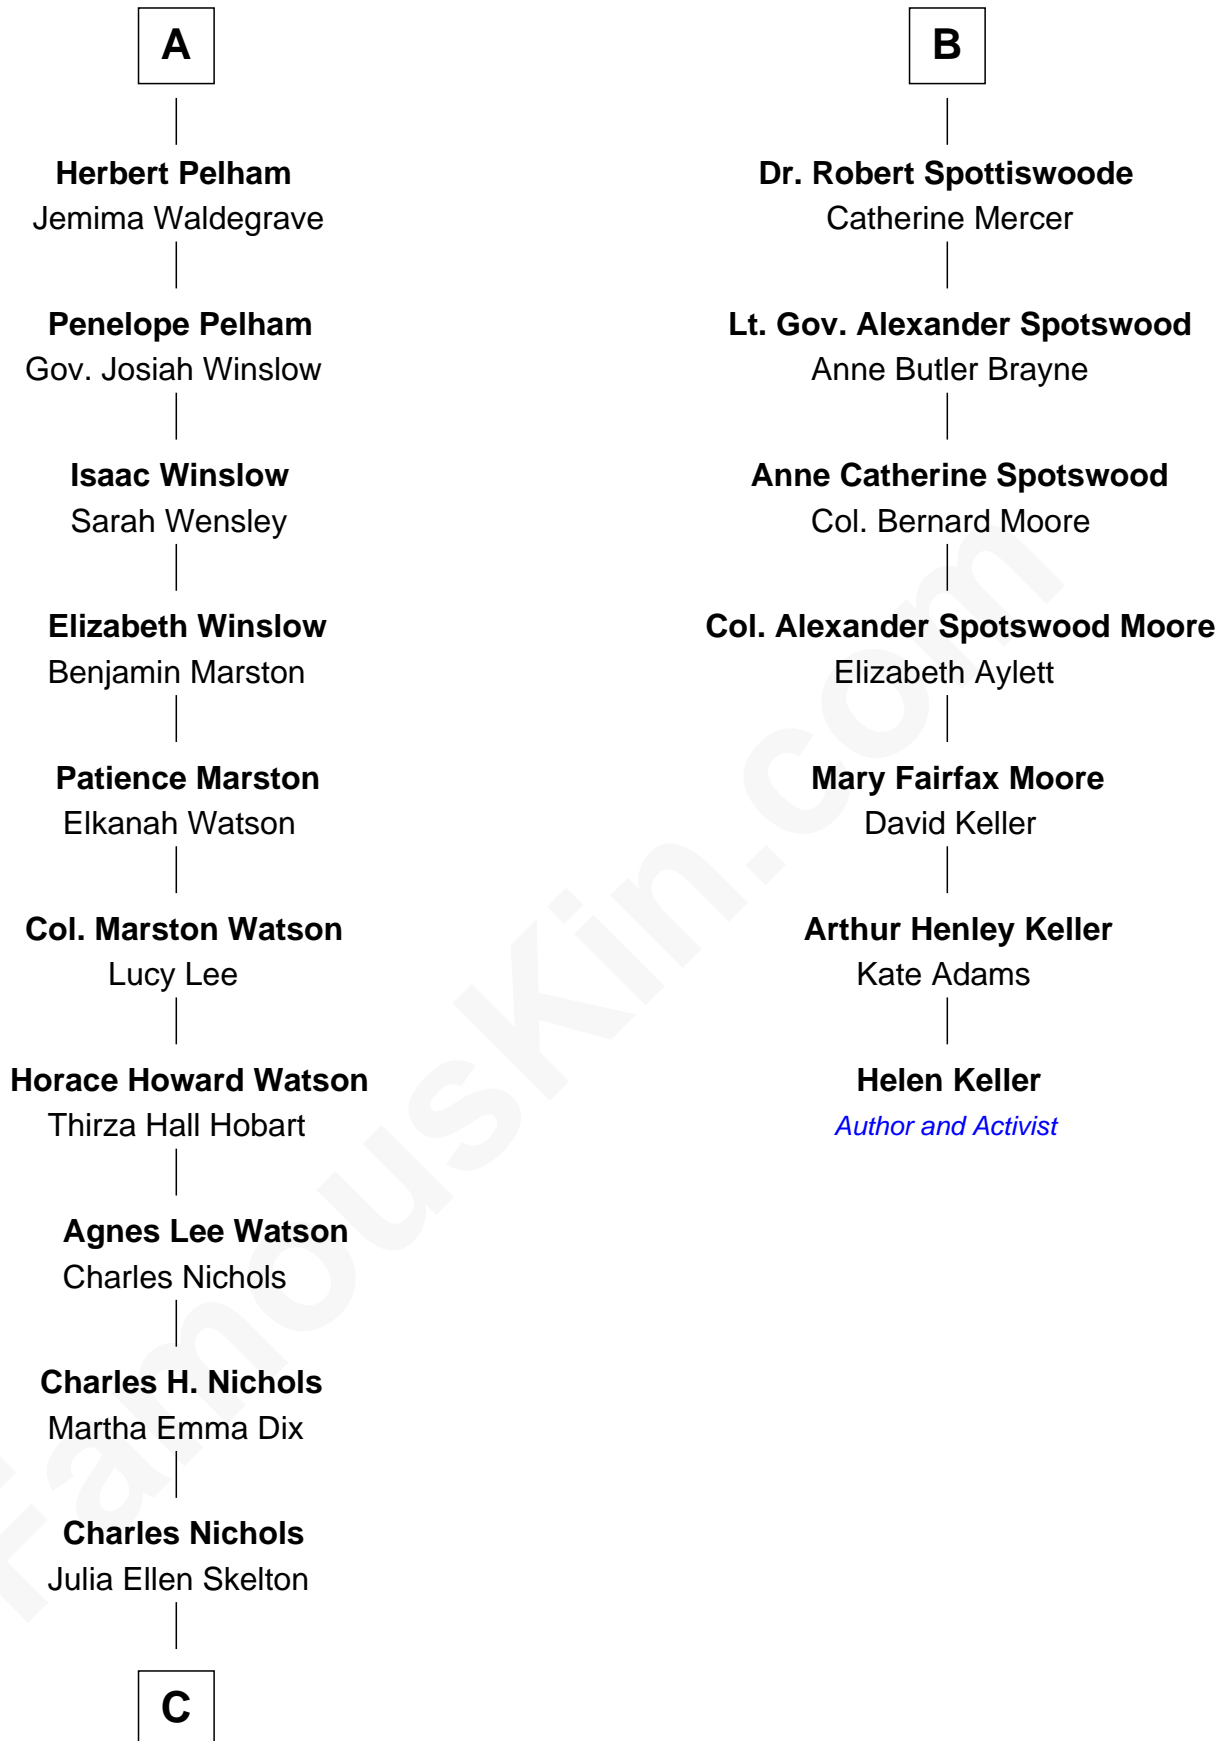 A
Herbert Pelham
Jemima Waldegrave
Penelope Pelham
Gov. Josiah Winslow
Isaac Winslow
Sarah Wensley
Elizabeth Winslow
Benjamin Marston
Patience Marston
Elkanah Watson
Col. Marston Watson
Lucy Lee
Horace Howard Watson
Thirza Hall Hobart
Agnes Lee Watson
Charles Nichols
Charles H. Nichols
Martha Emma Dix
Charles Nichols
Julia Ellen Skelton
C
B
Dr. Robert Spottiswoode
Catherine Mercer
Lt. Gov. Alexander Spotswood
Anne Butler Brayne
Anne Catherine Spotswood
Col. Bernard Moore
Col. Alexander Spotswood Moore
Elizabeth Aylett
Mary Fairfax Moore
David Keller
Arthur Henley Keller
Kate Adams
Helen Keller
Author and Activist
FamousKin.com